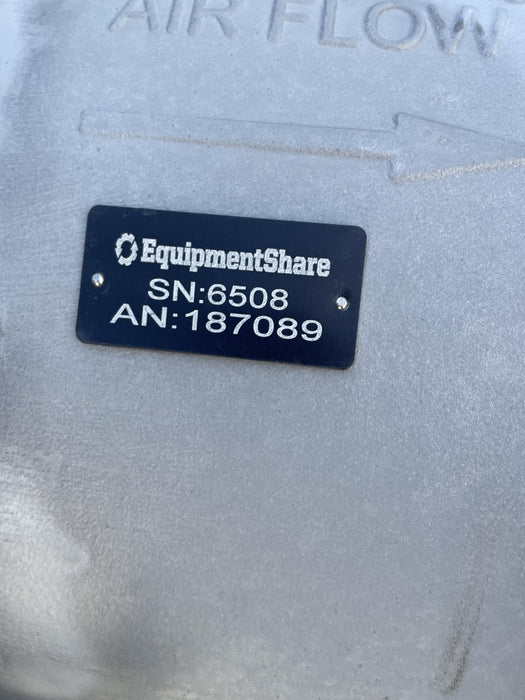 AIR FLOW
EquipmentShare
SN:6508
AN:187089